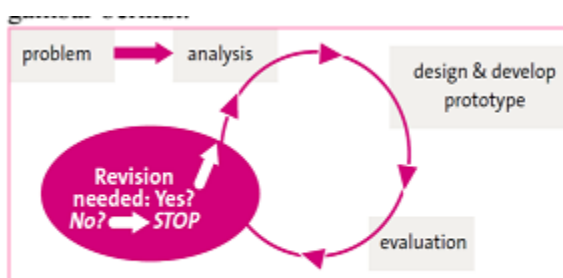 problem
analysis
design & develop
prototype
Revision
needed: Yes?
No? STOP
evaluation